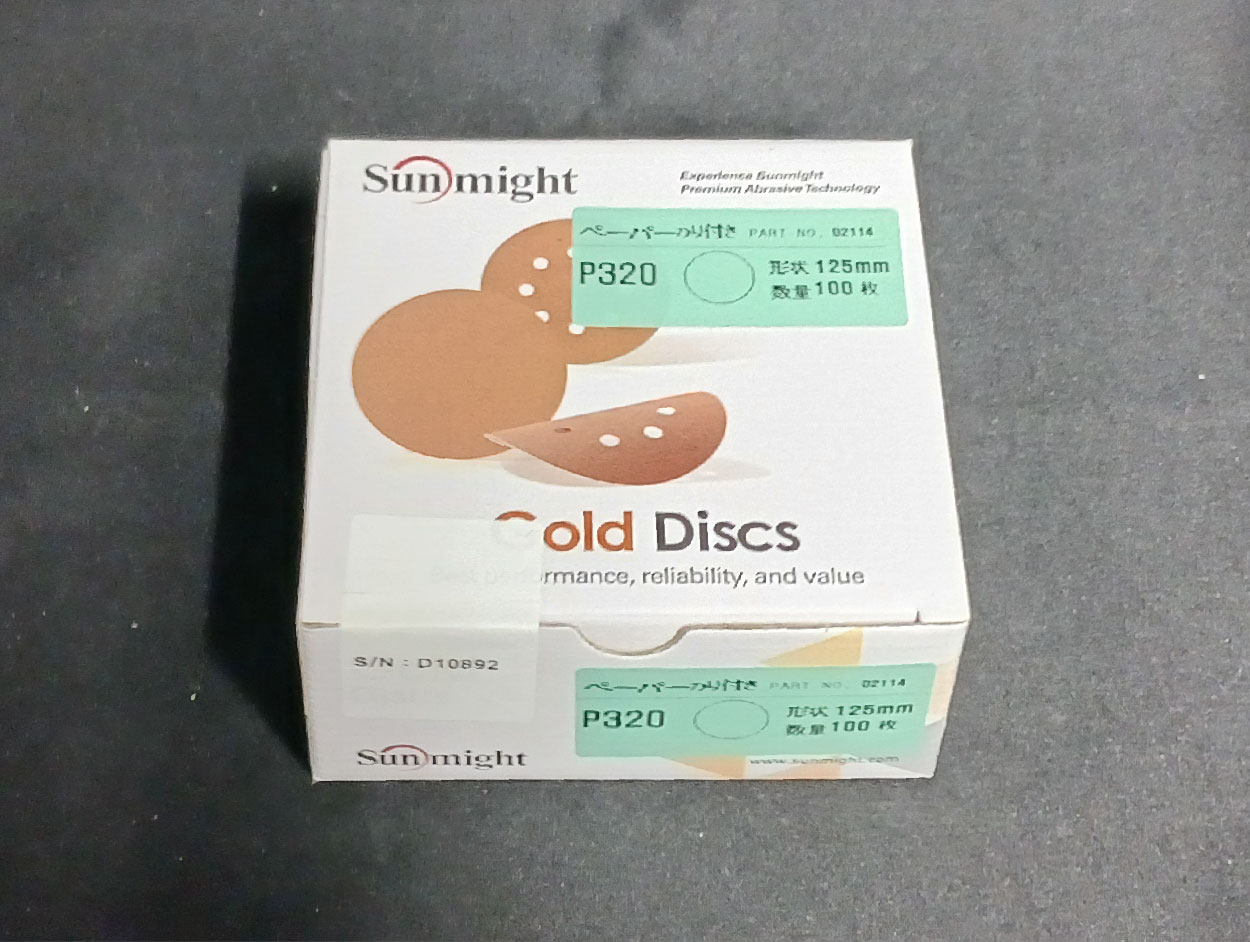 Sunmight
Experience Sunmight
Premium Abrasive Technology
ペーパーのり付き PART NO. 02114
P320
形状 125mm
数量 100 枚
Gold Discs
Best performance, reliability, and value
S/N : D10892
ペーパーのり付き PART NO. 02114
P320
形状 125mm
数量 100 枚
Sunmight
www.sunmight.com